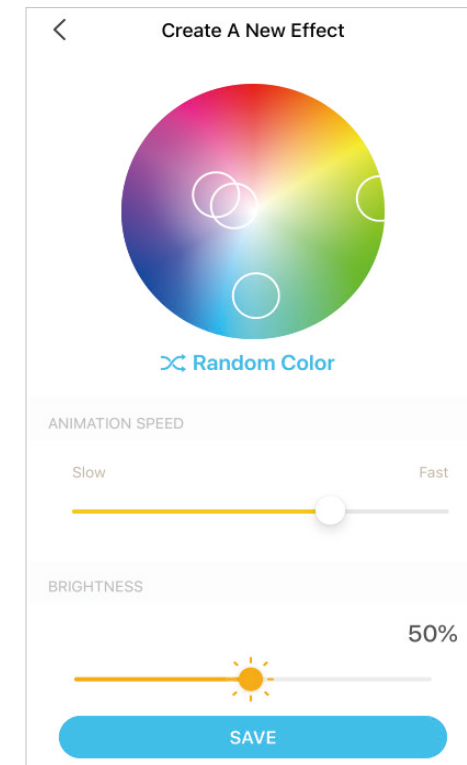 Create A New Effect
Random Color
ANIMATION SPEED
Slow Fast
BRIGHTNESS
50%
SAVE